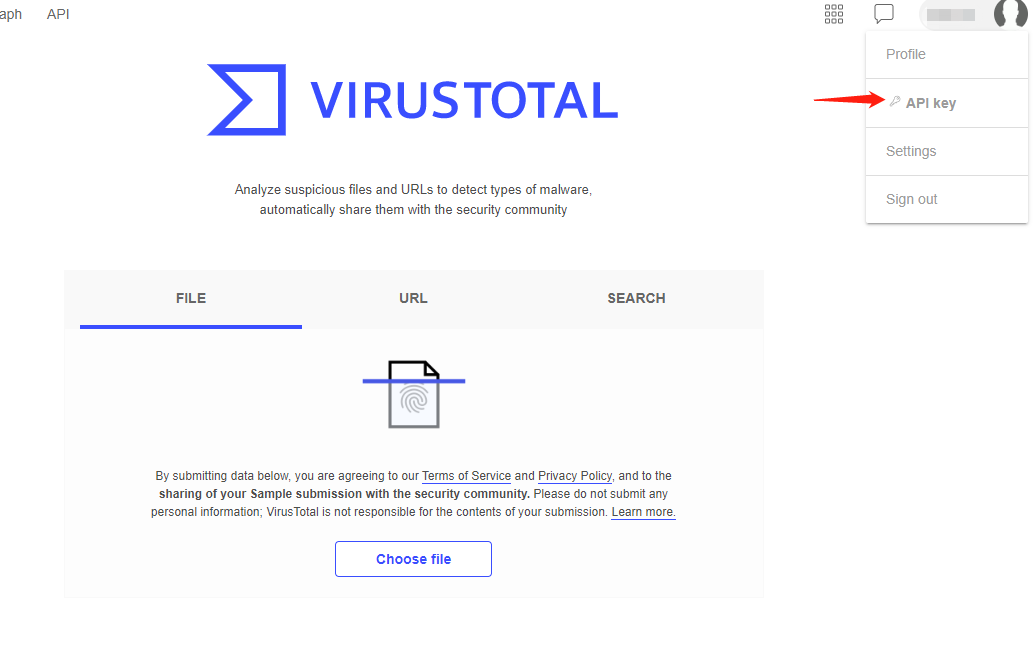 aph API
Profile
API key
Settings
Sign out
VIRUSTOTAL
Analyze suspicious files and URLs to detect types of malware,
automatically share them with the security community
FILE URL SEARCH
By submitting data below, you are agreeing to our Terms of Service and Privacy Policy, and to the
sharing of your Sample submission with the security community. Please do not submit any
personal information; VirusTotal is not responsible for the contents of your submission. Learn more.
Choose file